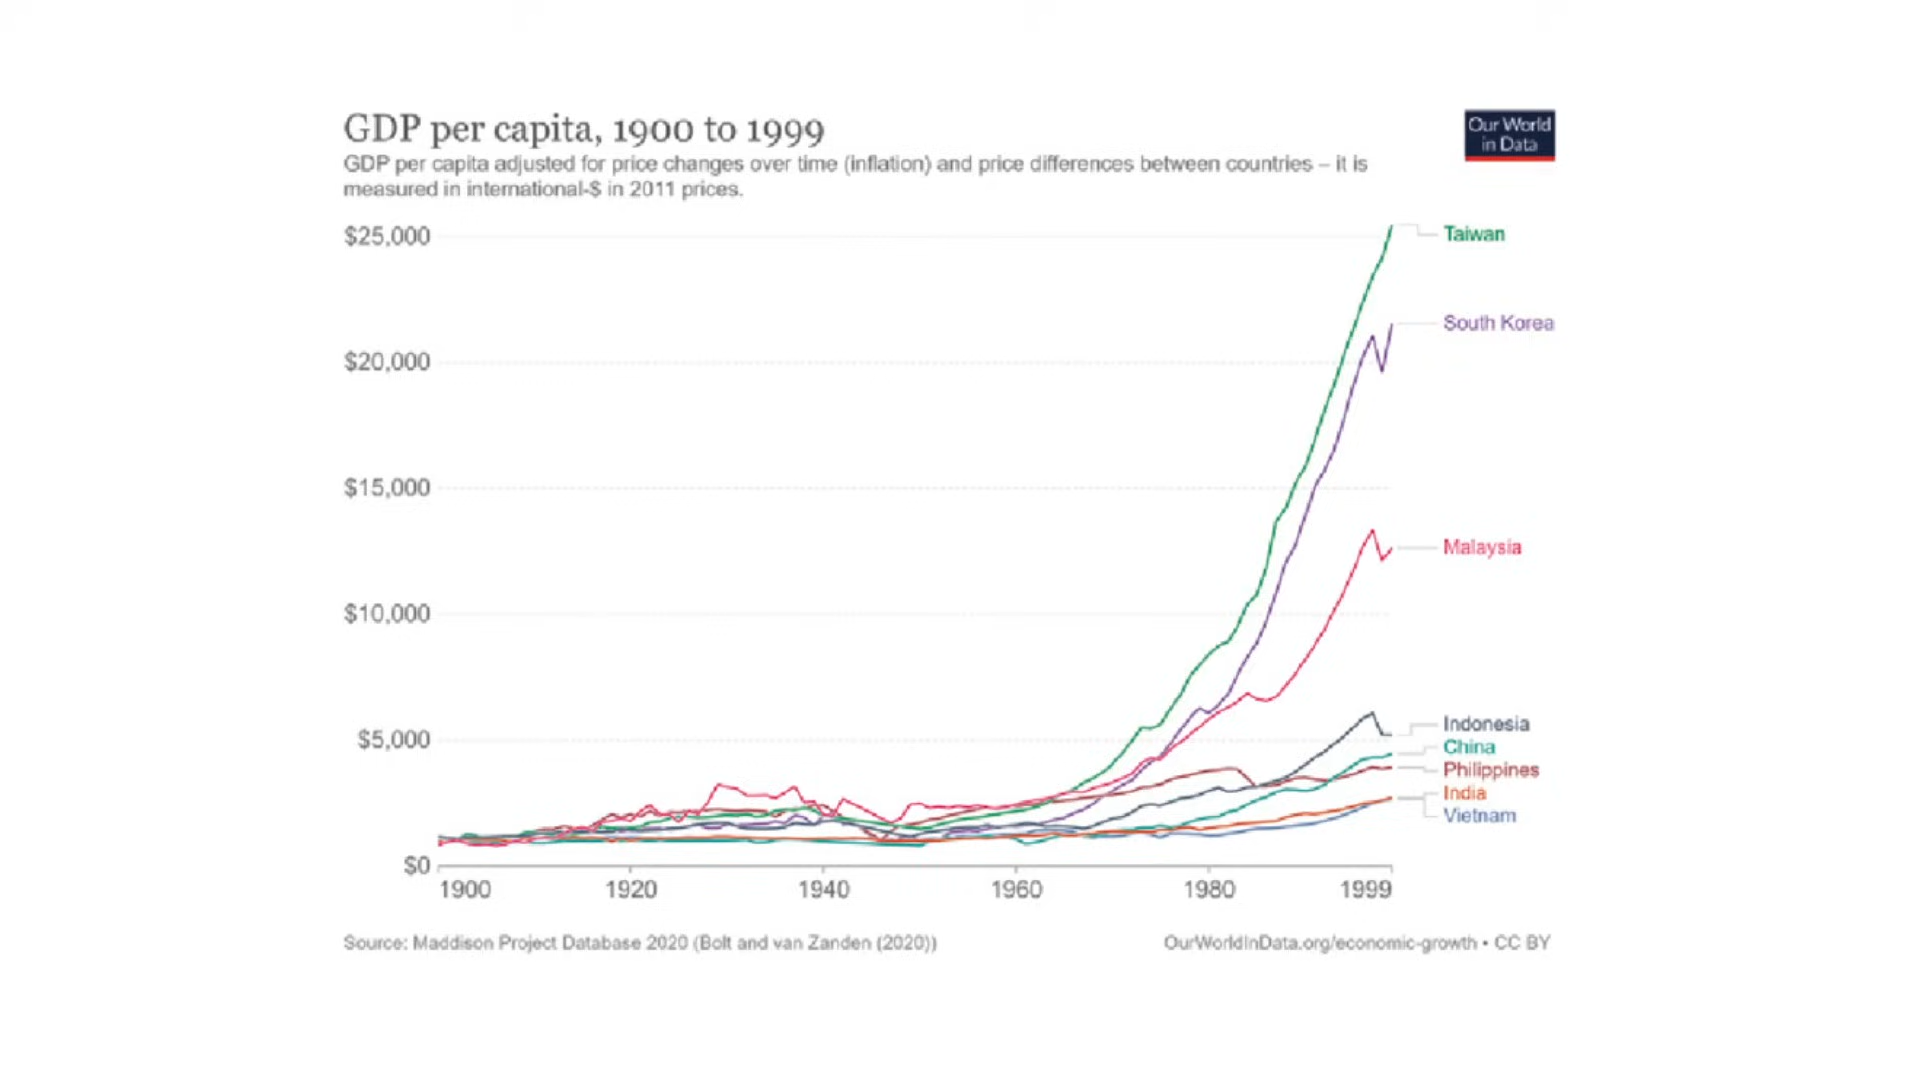 GDP per capita, 1900 to 1999
Our World
in Data
GDP per capita adjusted for price changes over time (inflation) and price differences between countries – it is
measured in international-$ in 2011 prices.
$25,000
Taiwan
South Korea
$20,000
$15,000
Malaysia
$10,000
Indonesia
$5,000
China
Philippines
India
Vietnam
$0
1900 1920 1940 1960 1980 1999
Source: Maddison Project Database 2020 (Bolt and van Zanden (2020))
OurWorldInData.org/economic-growth • CC BY